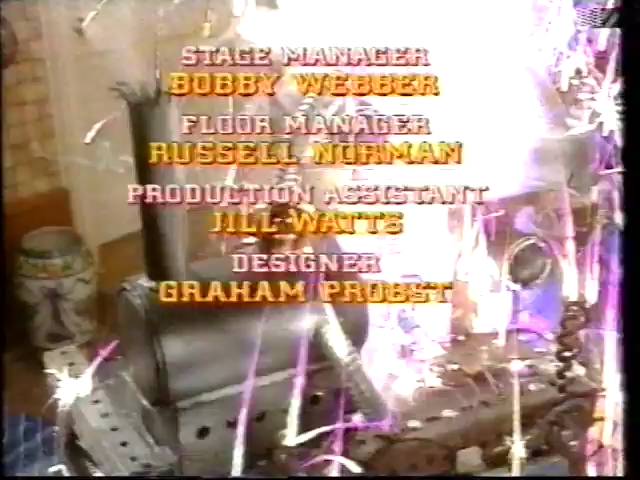 STAGE MANAGER
BOBBY WEBBER
FLOOR MANAGER
RUSSELL NORMAN
PRODUCTION ASSISTANT
JILL WATTS
DESIGNER
GRAHAM PROBST